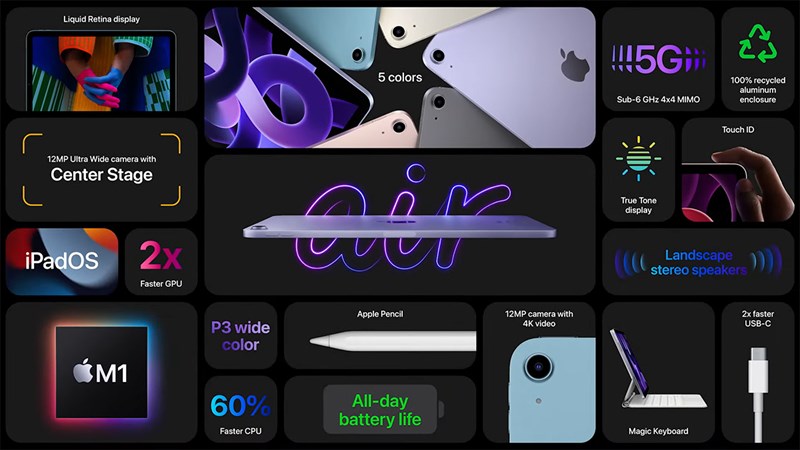 Liquid Retina display
5 colors
5G
Sub-6 GHz 4x4 MIMO
100% recycled
aluminum
enclosure
12MP Ultra Wide camera with
Center Stage
air
True Tone
display
Touch ID
iPadOS
2x
Faster GPU
Landscape
stereo speakers
M1
P3 wide
color
Apple Pencil
12MP camera with
4K video
Magic Keyboard
2x faster
USB-C
60%
Faster CPU
All-day
battery life